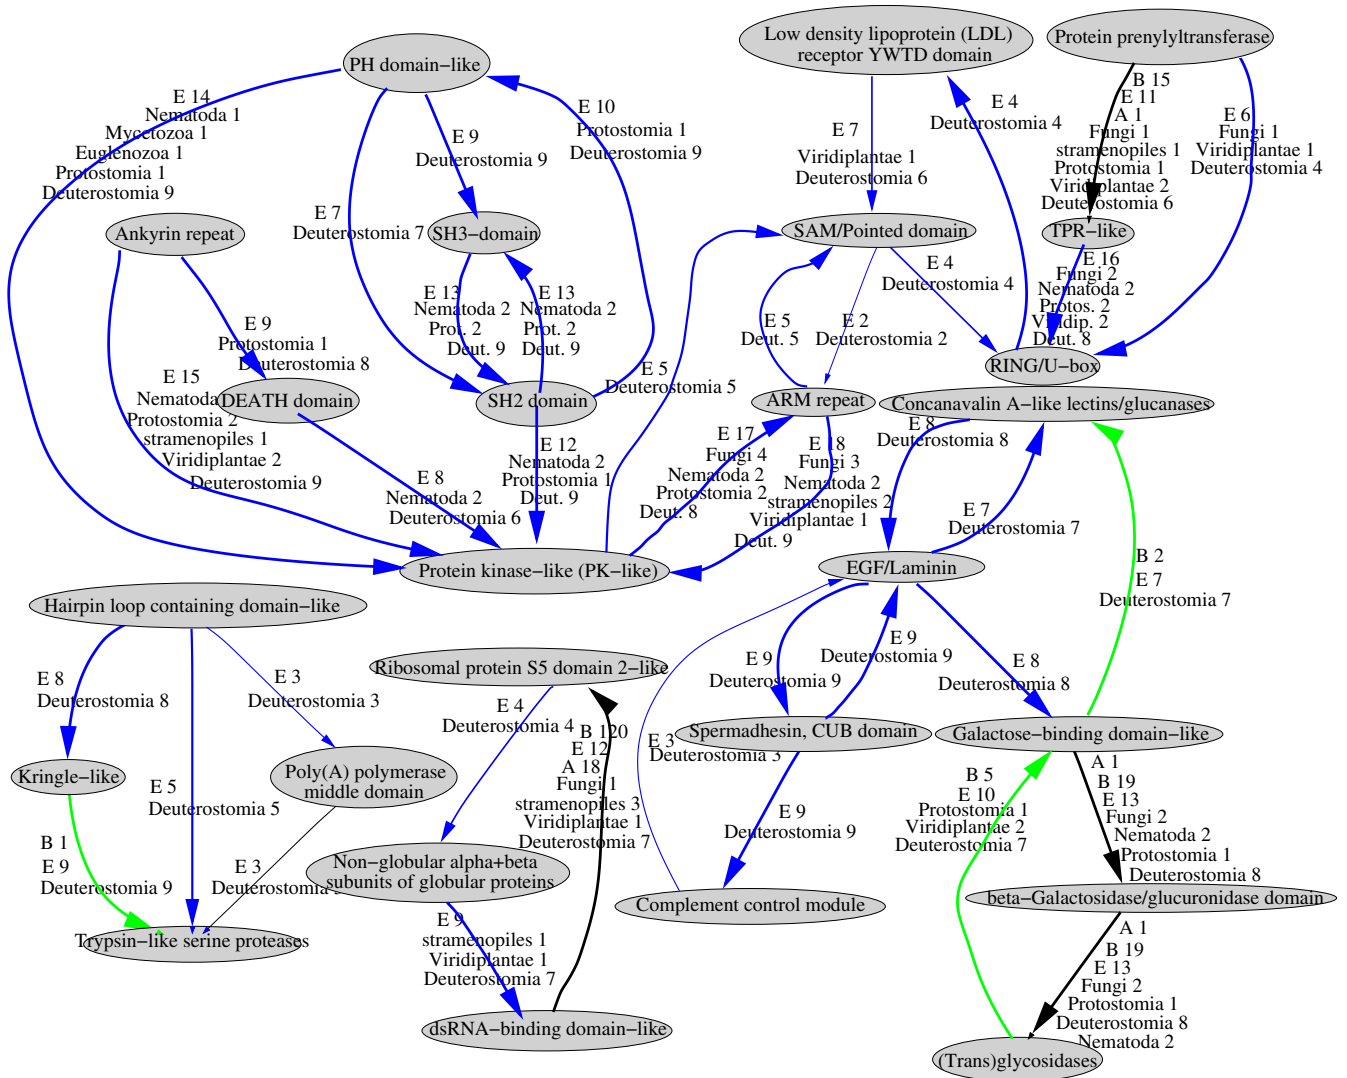 PH domain−like
Low density lipoprotein (LDL)
receptor YWTD domain
Protein prenylyltransferase
E 14
Nematoda 1
Mycetozoa 1
Euglenozoa 1
Protostomia 1
Deuterostomia 9
E 9
Deuterostomia 9
E 10
Protostomia 1
Deuterostomia 9
E 7
Viridiplantae 1
Deuterostomia 6
E 4
Deuterostomia 4
B 15
E 11
A 1
Fungi 1
stramenopiles 1
Protostomia 1
Viridiplantae 2
Deuterostomia 6
E 6
Fungi 1
Viridiplantae 1
Deuterostomia 4
Ankyrin repeat
E 7
Deuterostomia 7
SH3−domain
SAM/Pointed domain
TPR−like
E 13
Nematoda 2
Prot. 2
Deut. 9
E 13
Nematoda 2
Prot. 2
Deut. 9
E 4
Deuterostomia 4
E 16
Fungi 2
Nematoda 2
Protos. 2
Viridip. 2
Deut. 8
E 9
Protostomia 1
Deuterostomia 8
E 5
Deut. 5
E 2
Deuterostomia 2
RING/U−box
E 15
Nematoda
Protostomia 2
stramenopiles 1
Viridiplantae 2
Deuterostomia 9
DEATH domain
SH2 domain
E 5
Deuterostomia 5
ARM repeat
Concanavalin A−like lectins/glucanases
E 8
Nematoda 2
Deuterostomia 6
E 12
Nematoda 2
Protostomia 1
Deut. 9
E 17
Fungi 4
Nematoda 2
Protostomia 2
Deut. 8
E 18
Fungi 3
Nematoda 2
stramenopiles 2
Viridiplantae 1
Deut. 9
E 8
Deuterostomia 8
E 7
Deuterostomia 7
B 2
E 7
Deuterostomia 7
Protein kinase−like (PK−like)
EGF/Laminin
Hairpin loop containing domain−like
E 8
Deuterostomia 8
E 3
Deuterostomia 3
Ribosomal protein S5 domain 2−like
E 9
Deuterostomia 9
E 9
Deuterostomia 9
E 8
Deuterostomia 8
E 4
Deuterostomia 4
B 120
E 12
A 18
Fungi 1
stramenopiles 3
Viridiplantae 1
Deuterostomia 7
E 3
Deuterostomia 3
Spermadhesin, CUB domain
Galactose−binding domain−like
Kringle−like
E 5
Deuterostomia 5
Poly(A) polymerase
middle domain
B 5
E 10
Protostomia 1
Viridiplantae 2
Deuterostomia 7
A 1
B 19
E 13
Fungi 2
Nematoda 2
Protostomia 1
Deuterostomia 8
B 1
E 9
Deuterostomia 9
E 3
E 9
Deuterostomia 9
Non−globular alpha+beta
subunits of globular proteins
Complement control module
beta−Galactosidase/glucuronidase domain
Trypsin−like serine proteases
E 9
stramenopiles 1
Viridiplantae 1
Deuterostomia 7
A 1
B 19
E 13
Fungi 2
Protostomia 1
Deuterostomia 8
Nematoda 2
dsRNA−binding domain−like
(Trans)glycosidases